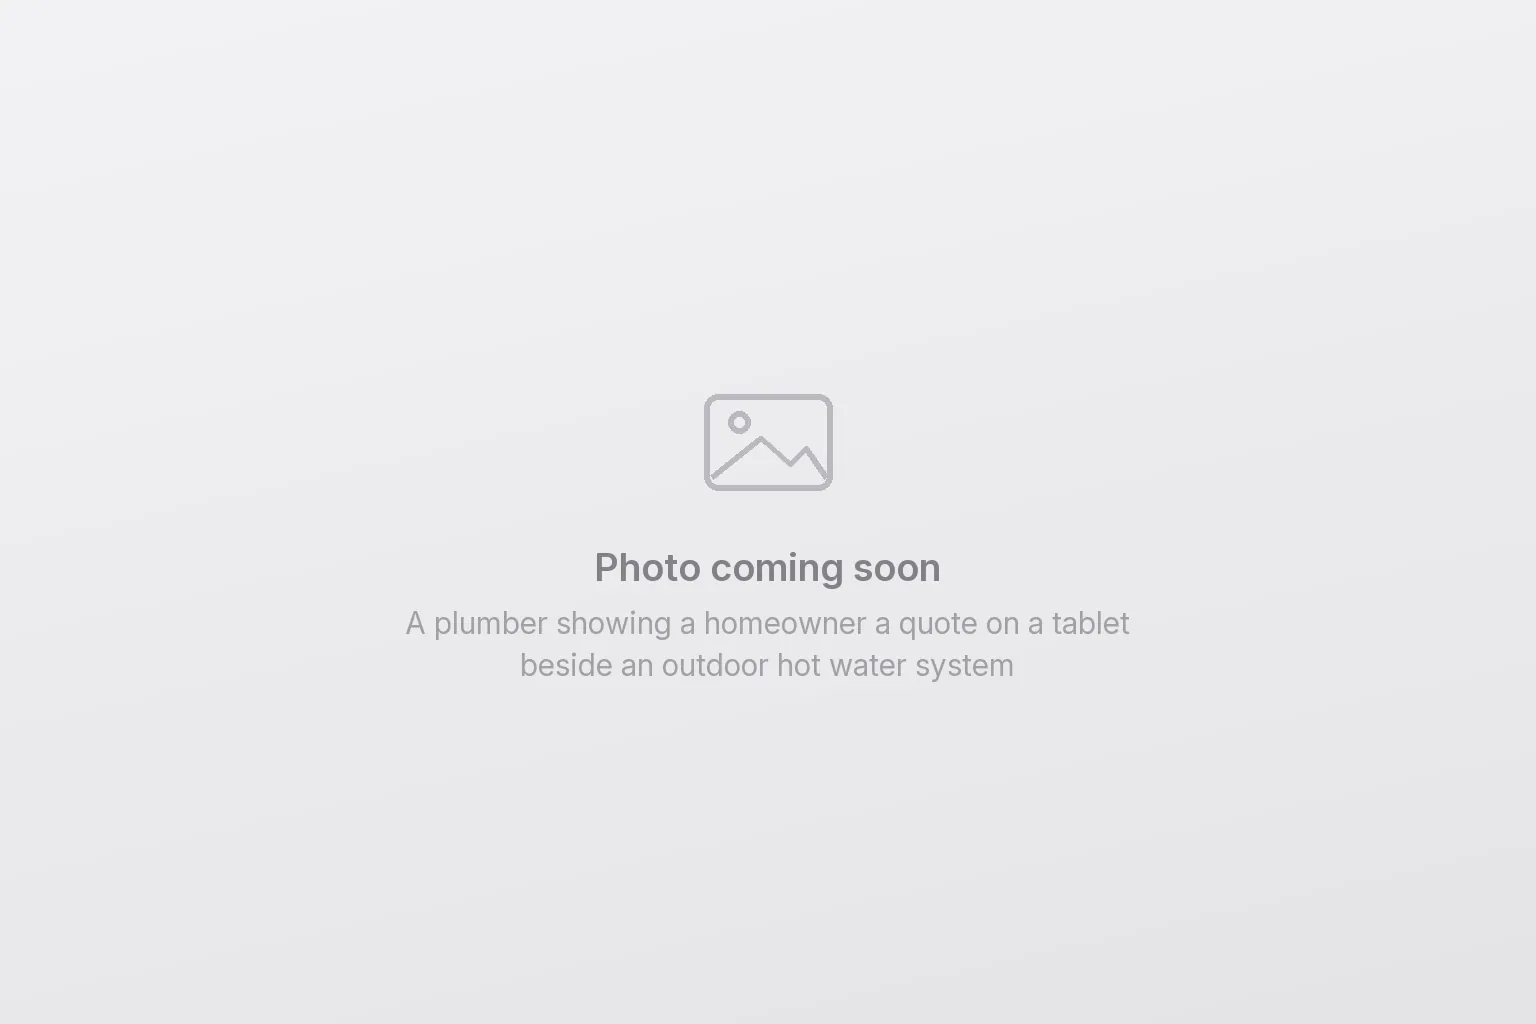 Photo coming soon
A plumber showing a homeowner a quote on a tablet
beside an outdoor hot water system